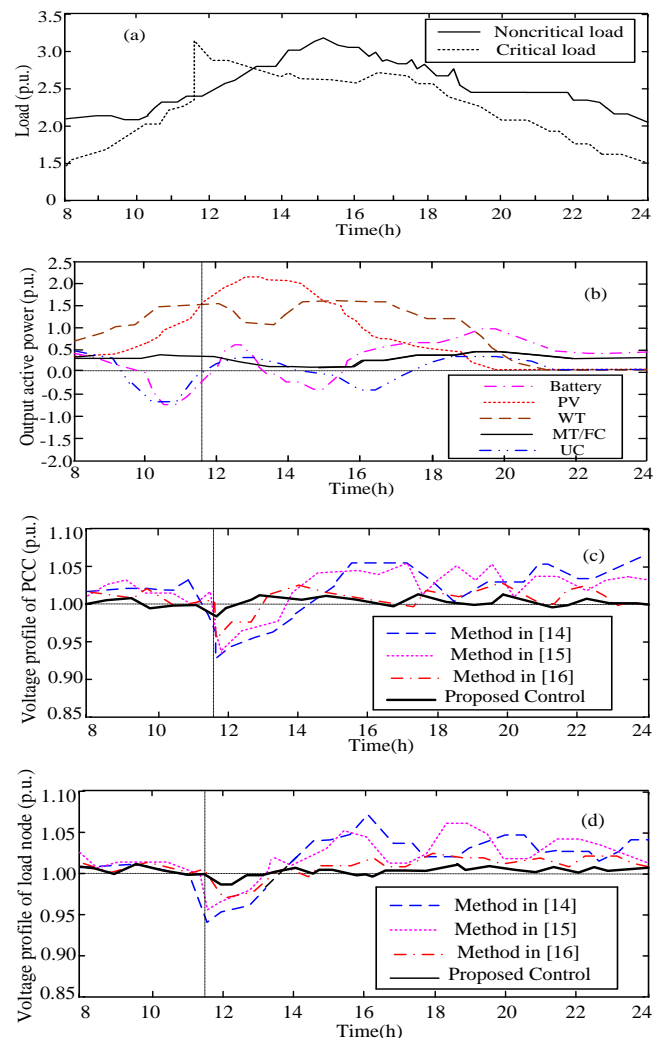 (a)
Noncritical load
Critical load
Load (p.u.)
3.5
3.0
2.5
2.0
1.5
0
8 10 12 14 16 18 20 22 24
Time(h)
(b)
Output active power (p.u.)
2.5
2.0
1.5
1.0
0.5
0.0
-0.5
-1.0
-1.5
-2.0
Battery
PV
WT
MT/FC
UC
8 10 12 14 16 18 20 22 24
Time(h)
(c)
Voltage profile of PCC (p.u.)
1.10
1.05
1.00
0.95
0.90
0.85
Method in [14]
Method in [15]
Method in [16]
Proposed Control
8 10 12 14 16 18 20 22 24
Time(h)
(d)
Voltage profile of load node (p.u.)
1.10
1.05
1.00
0.95
0.90
0.85
Method in [14]
Method in [15]
Method in [16]
Proposed Control
8 10 12 14 16 18 20 22 24
Time(h)